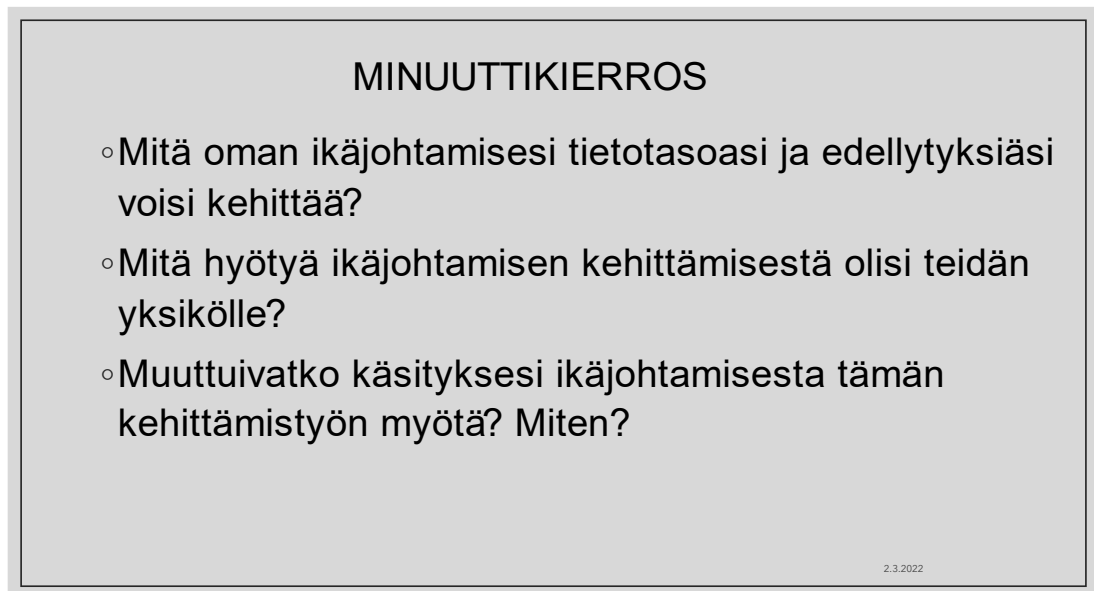 MINUUTTIKIERROS
◦Mitä oman ikäjohtamisesi tietotasoasi ja edellytyksiäsi
voisi kehittää?
◦Mitä hyötyä ikäjohtamisen kehittämisestä olisi teidän
yksikölle?
◦Muuttuivatko käsityksesi ikäjohtamisesta tämän
kehittämistyön myötä? Miten?
2.3.2022